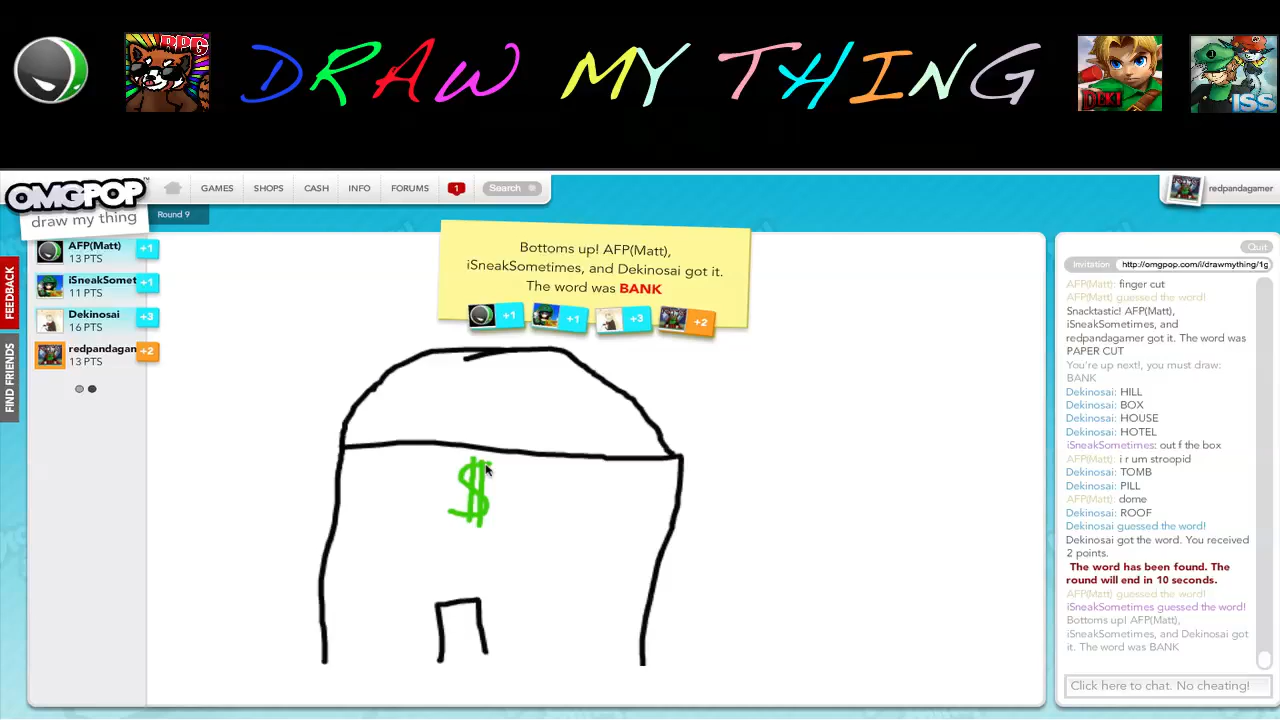 RPG
DRAW MY THING
DEKI
ISS
OMGPOP™
draw my thing
GAMES
SHOPS
CASH
INFO
FORUMS
1
Search
redpandagamer
Round 9
FEEDBACK
FIND FRIENDS
AFP(Matt)
13 PTS
+1
iSneakSomet
11 PTS
+1
Dekinosai
16 PTS
+3
redpandagan
13 PTS
+2
Bottoms up! AFP(Matt),
iSneakSometimes, and Dekinosai got it.
The word was BANK
+1 +1 +3 +2
$
Quit
Invitation http://omgpop.com/i/drawmything/1g
AFP(Matt): finger cut
AFP(Matt) guessed the word!
Snacktastic! AFP(Matt),
iSneakSometimes, and
redpandagamer got it. The word was
PAPER CUT
You're up next!, you must draw:
BANK
Dekinosai: HILL
Dekinosai: BOX
Dekinosai: HOUSE
Dekinosai: HOTEL
iSneakSometimes: out f the box
AFP(Matt): i r um stroopid
Dekinosai: TOMB
Dekinosai: PILL
AFP(Matt): dome
Dekinosai: ROOF
Dekinosai guessed the word!
Dekinosai got the word. You received
2 points.
The word has been found. The
round will end in 10 seconds.
AFP(Matt) guessed the word!
iSneakSometimes guessed the word!
Bottoms up! AFP(Matt),
iSneakSometimes, and Dekinosai got
it. The word was BANK
Click here to chat. No cheating!